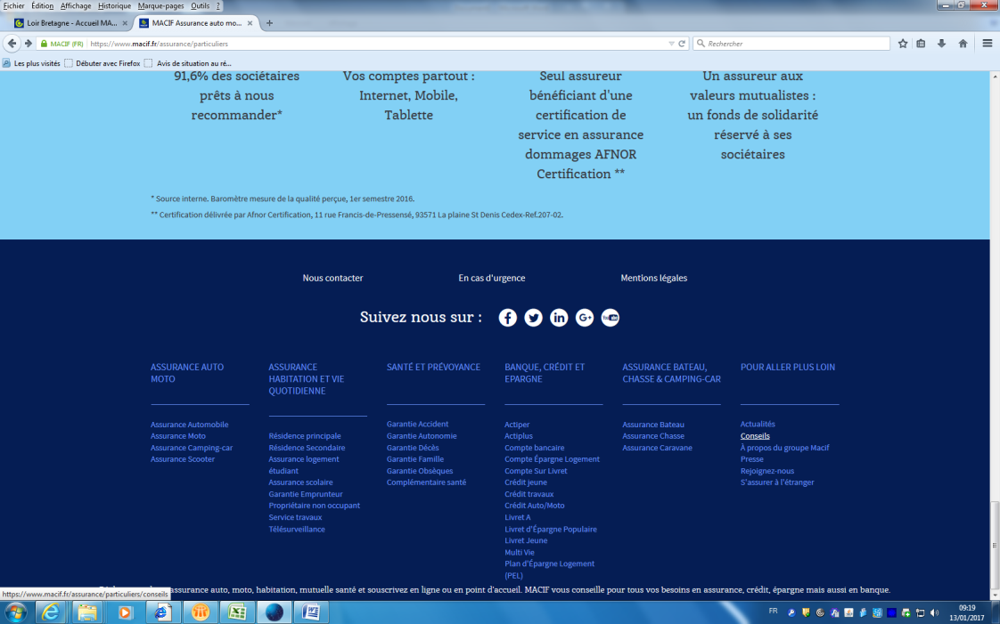 Fichier Édition Affichage Historique Marque-pages Outils ?
Loir Bretagne - Accueil MA... × MACIF Assurance auto mo... × +
MACIF (FR) https://www.macif.fr/assurance/particuliers Rechercher
Les plus visités Débuter avec Firefox Avis de situation au ré...
91,6% des sociétaires
prêts à nous
recommander*
Vos comptes partout :
Internet, Mobile,
Tablette
Seul assureur
bénéficiant d'une
certification de
service en assurance
dommages AFNOR
Certification **
Un assureur aux
valeurs mutualistes :
un fonds de solidarité
réservé à ses
sociétaires
* Source interne. Baromètre mesure de la qualité perçue, 1er semestre 2016.
** Certification délivrée par Afnor Certification, 11 rue Francis-de-Pressensé, 93571 La plaine St Denis Cedex-Ref.207-02.
Nous contacter En cas d'urgence Mentions légales
Suivez nous sur :
ASSURANCE AUTO
MOTO
Assurance Automobile
Assurance Moto
Assurance Camping-car
Assurance Scooter
ASSURANCE
HABITATION ET VIE
QUOTIDIENNE
Résidence principale
Résidence Secondaire
Assurance logement
étudiant
Assurance scolaire
Garantie Emprunteur
Propriétaire non occupant
Service travaux
Télésurveillance
SANTÉ ET PRÉVOYANCE
Garantie Accident
Garantie Autonomie
Garantie Décès
Garantie Famille
Garantie Obsèques
Complémentaire santé
BANQUE, CRÉDIT ET
EPARGNE
Actiper
Actiplus
Compte bancaire
Compte Épargne Logement
Compte Sur Livret
Crédit jeune
Crédit travaux
Crédit Auto/Moto
Livret A
Livret d'Épargne Populaire
Livret Jeune
Multi Vie
Plan d'Épargne Logement
(PEL)
ASSURANCE BATEAU,
CHASSE & CAMPING-CAR
Assurance Bateau
Assurance Chasse
Assurance Caravane
POUR ALLER PLUS LOIN
Actualités
Conseils
À propos du groupe Macif
Presse
Rejoignez-nous
S'assurer à l'étranger
https://www.macif.fr/assurance/particuliers/conseils assurance auto, moto, habitation, mutuelle santé et souscrivez en ligne ou en point d'accueil. MACIF vous conseille pour tous vos besoins en assurance, crédit, épargne mais aussi en banque.
FR 09:19
13/01/2017